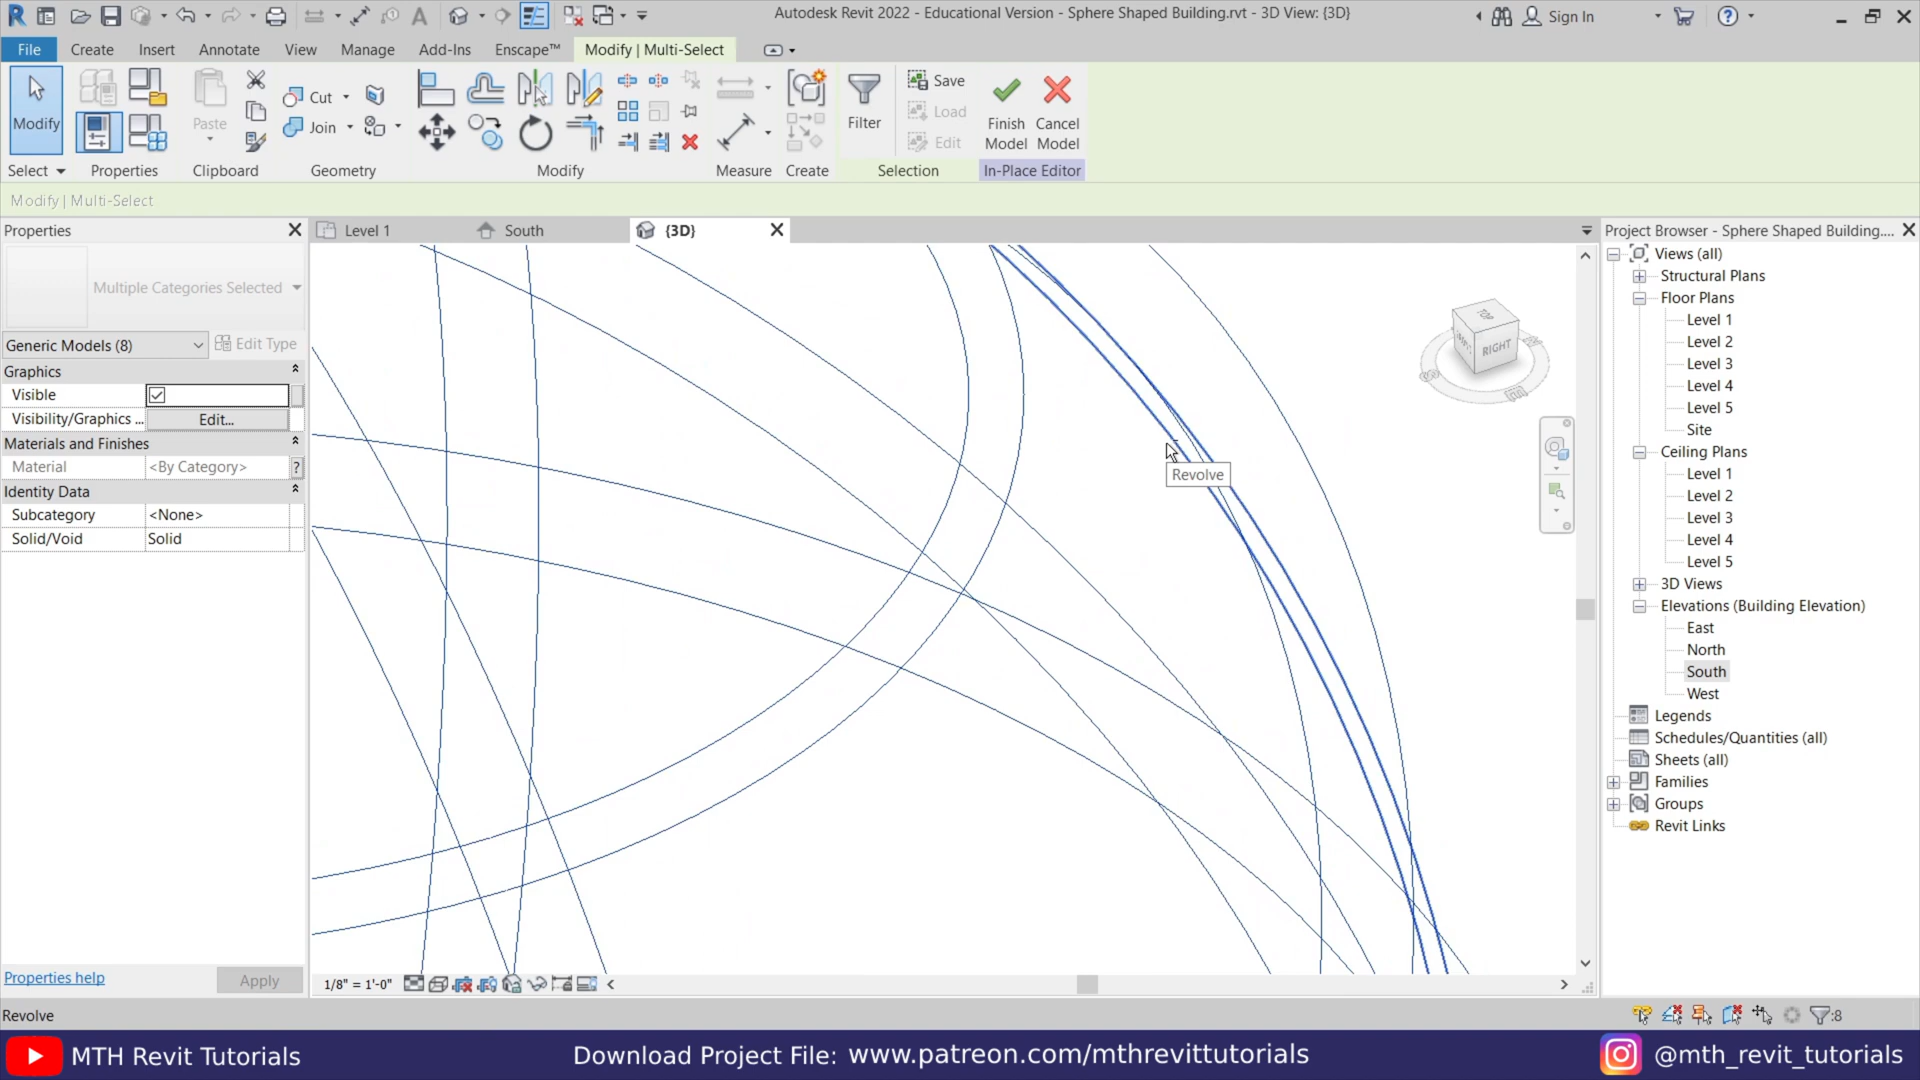 Autodesk Revit 2022 - Educational Version - Sphere Shaped Building.rvt - 3D View: {3D}
Sign In
File
Create
Insert
Annotate
View
Manage
Add-Ins
Enscape™
Modify | Multi-Select
Modify
Paste
Cut
Join
Filter
Save
Load
Edit
Finish Model
Cancel Model
Select
Properties
Clipboard
Geometry
Modify
Measure
Create
Selection
In-Place Editor
Modify | Multi-Select
Properties
Level 1
South
{3D}
Project Browser - Sphere Shaped Building....
Multiple Categories Selected
Generic Models (8)
Edit Type
Graphics
Visible
Visibility/Graphics ...
Edit...
Materials and Finishes
Material
<By Category>
Identity Data
Subcategory
<None>
Solid/Void
Solid
Properties help
Apply
Revolve
TOP
RIGHT
Views (all)
Structural Plans
Floor Plans
Level 1
Level 2
Level 3
Level 4
Level 5
Site
Ceiling Plans
Level 1
Level 2
Level 3
Level 4
Level 5
3D Views
Elevations (Building Elevation)
East
North
South
West
Legends
Schedules/Quantities (all)
Sheets (all)
Families
Groups
Revit Links
1/8" = 1'-0"
Revolve
:8
MTH Revit Tutorials
Download Project File: www.patreon.com/mthrevittutorials
@mth_revit_tutorials